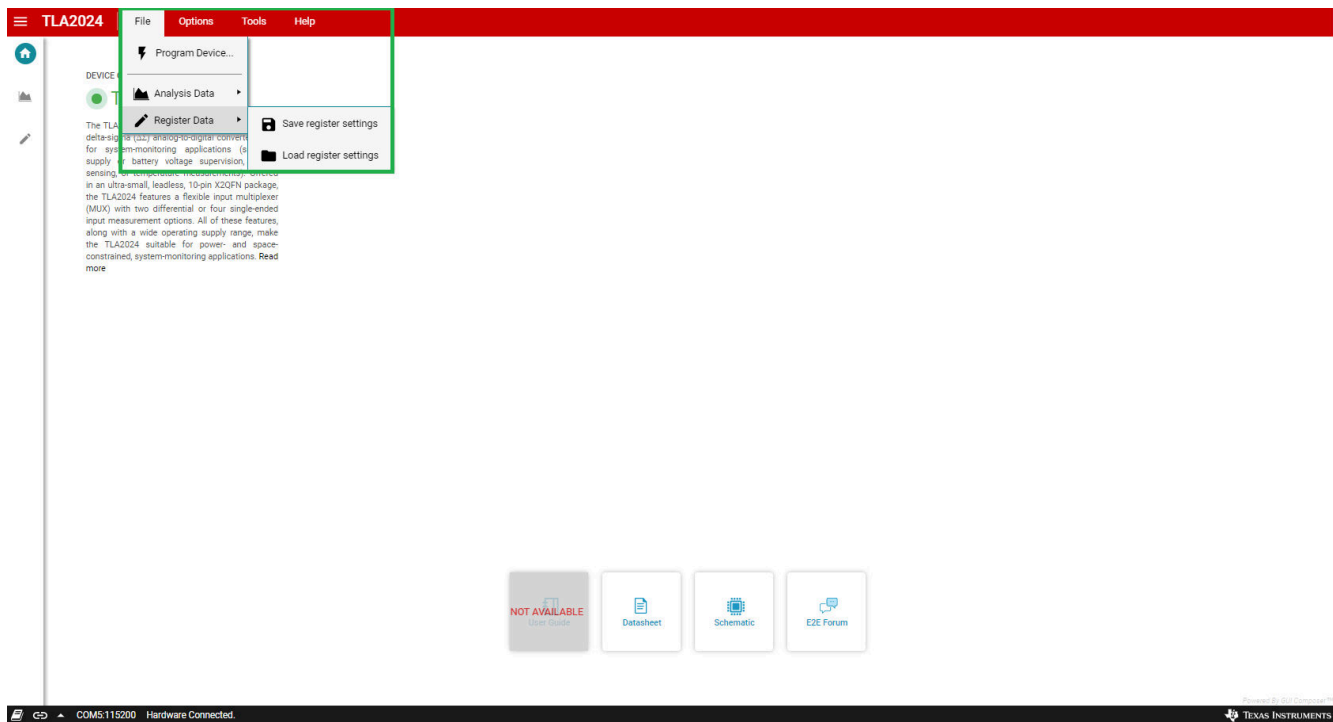 TLA2024
File Options Tools Help
Program Device...
DEVICE
Analysis Data
Register Data
Save register settings
Load register settings
The TLA
delta-sigma (ΔΣ) analog-to-digital
for system-monitoring applications
supply or battery voltage supervision,
sensing, or temperature measurements). Offered
in an ultra-small, leadless, 10-pin X2QFN package,
the TLA2024 features a flexible input multiplexer
(MUX) with two differential or four single-ended
input measurement options. All of these features,
along with a wide operating supply range, make
the TLA2024 suitable for power- and space-
constrained, system-monitoring applications. Read
more
NOT AVAILABLE
User Guide
Datasheet
Schematic
E2E Forum
Powered By GUI Composer™
COM5:115200 Hardware Connected.
TEXAS INSTRUMENTS